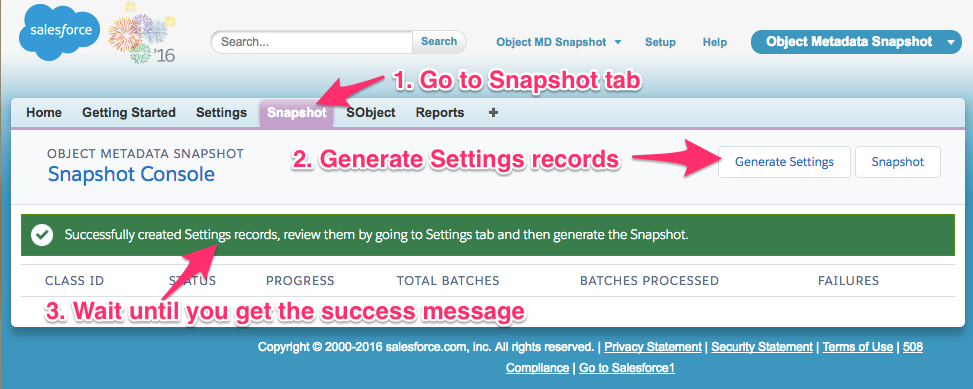 salesforce
'16
Search...
Search
Object MD Snapshot
Setup
Help
Object Metadata Snapshot
1. Go to Snapshot tab
Home Getting Started Settings Snapshot SObject Reports +
OBJECT METADATA SNAPSHOT
Snapshot Console
2. Generate Settings records
Generate Settings
Snapshot
Successfully created Settings records, review them by going to Settings tab and then generate the Snapshot.
CLASS ID STATUS PROGRESS TOTAL BATCHES BATCHES PROCESSED FAILURES
3. Wait until you get the success message
Copyright © 2000-2016 salesforce.com, inc. All rights reserved. | Privacy Statement | Security Statement | Terms of Use | 508
Compliance | Go to Salesforce1